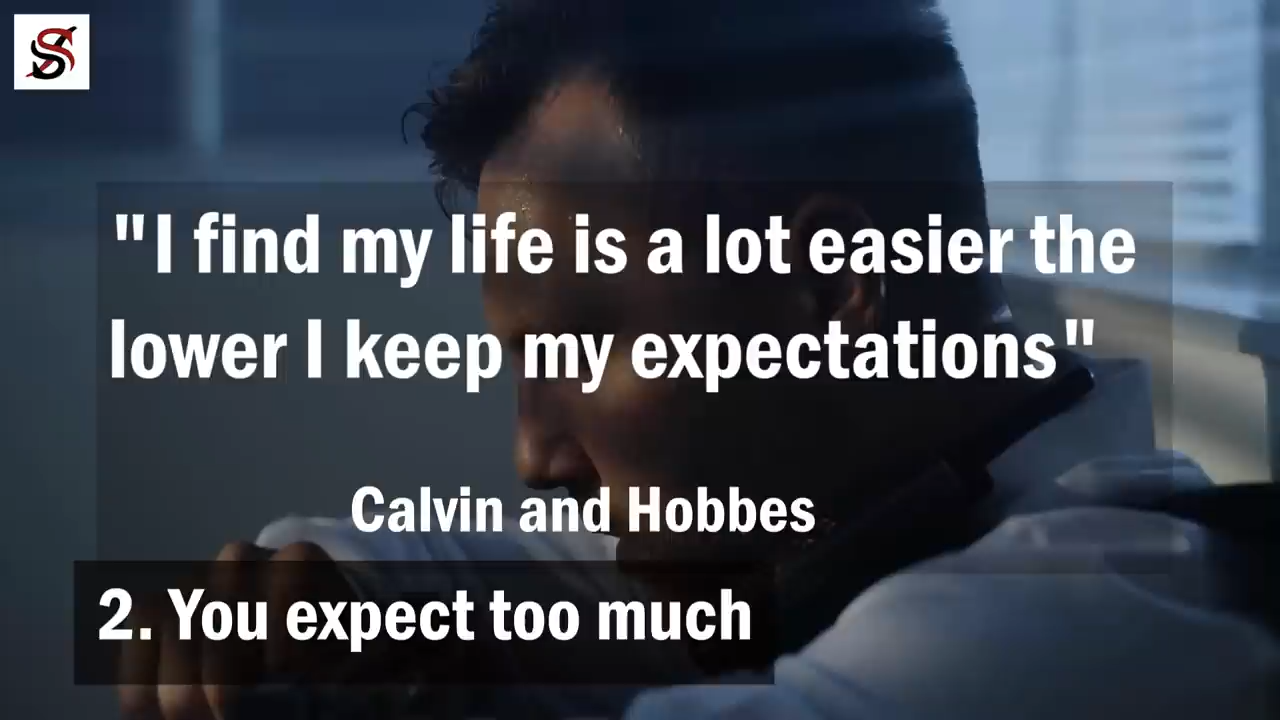 "I find my life is a lot easier the
lower I keep my expectations"
Calvin and Hobbes
2. You expect too much